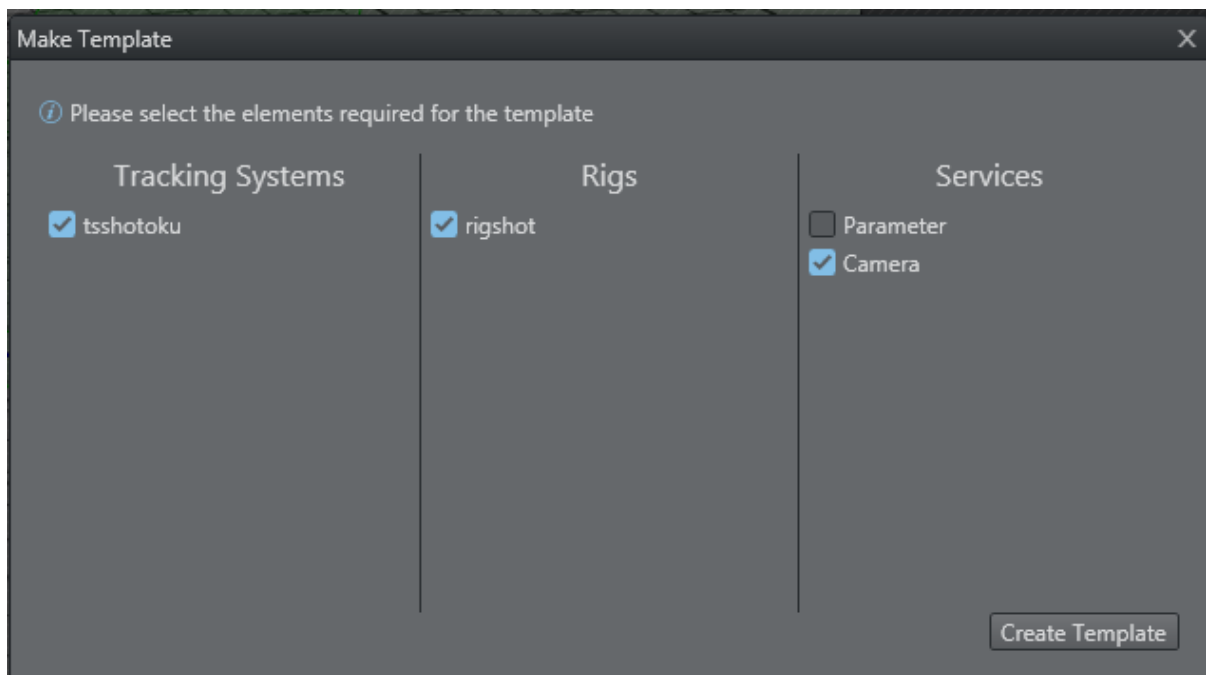 Make Template
Please select the elements required for the template
Tracking Systems
Rigs
Services
tsshotoku
rigshot
Parameter
Camera
Create Template